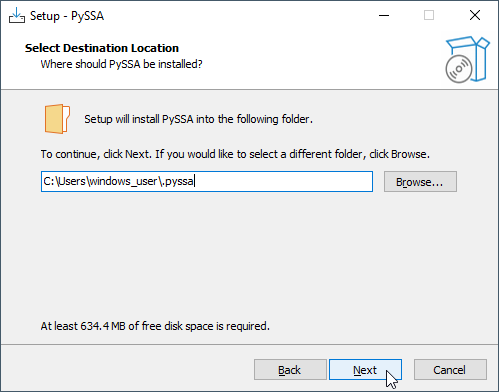 Setup - PySSA
Select Destination Location
Where should PySSA be installed?
Setup will install PySSA into the following folder.
To continue, click Next. If you would like to select a different folder, click Browse.
C:\Users\windows_user\.pyssa
Browse...
At least 634.4 MB of free disk space is required.
Back
Next
Cancel